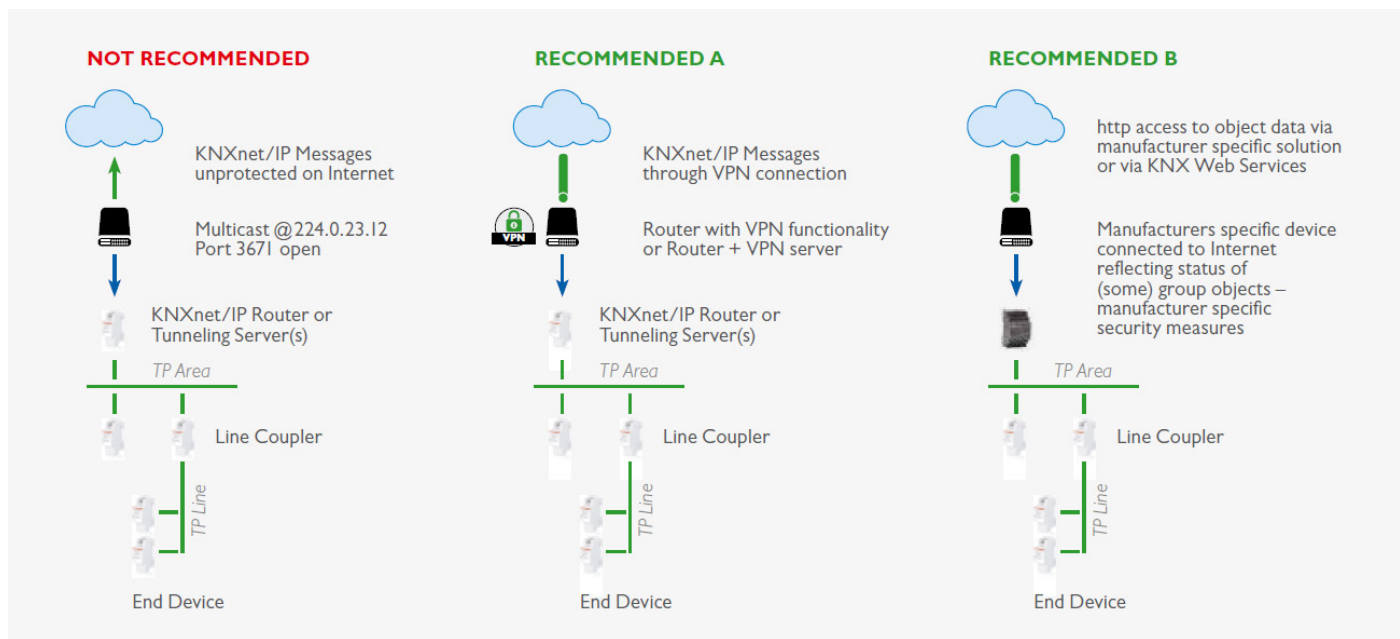 NOT RECOMMENDED
KNXnet/IP Messages
unprotected on Internet
Multicast @224.0.23.12
Port 3671 open
KNXnet/IP Router or
Tunneling Server(s)
TP Area
Line Coupler
TP Line
End Device
RECOMMENDED A
KNXnet/IP Messages
through VPN connection
VPN
Router with VPN functionality
or Router + VPN server
KNXnet/IP Router or
Tunneling Server(s)
TP Area
Line Coupler
TP Line
End Device
RECOMMENDED B
http access to object data via
manufacturer specific solution
or via KNX Web Services
Manufacturers specific device
connected to Internet
reflecting status of
(some) group objects –
manufacturer specific
security measures
TP Area
Line Coupler
TP Line
End Device